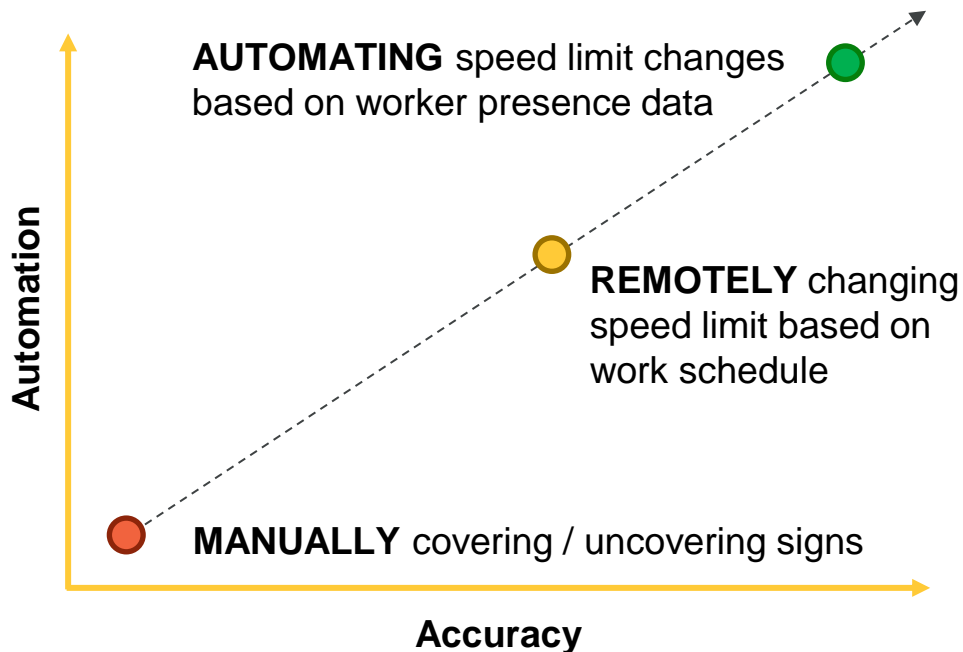 AUTOMATING speed limit changes
based on worker presence data
Automation
REMOTELY changing
speed limit based on
work schedule
MANUALLY covering / uncovering signs
Accuracy